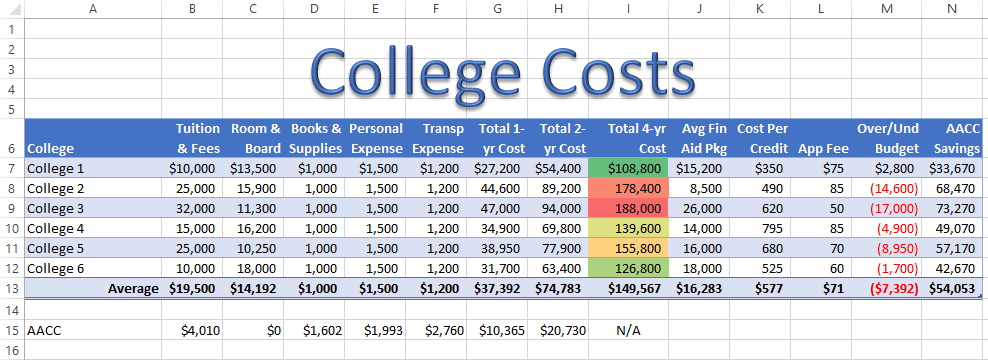 A B C D E F G H I J K L M N
1
2
3
4
5
College Costs
Tuition Room & Books & Personal Transp Total 1- Total 2- Total 4-yr Avg Fin Cost Per Over/Und AACC
6 College & Fees Board Supplies Expense Expense yr Cost yr Cost Cost Aid Pkg Credit App Fee Budget Savings
7 College 1 $10,000 $13,500 $1,000 $1,500 $1,200 $27,200 $54,400 $108,800 $15,200 $350 $75 $2,800 $33,670
8 College 2 25,000 15,900 1,000 1,500 1,200 44,600 89,200 178,400 8,500 490 85 (14,600) 68,470
9 College 3 32,000 11,300 1,000 1,500 1,200 47,000 94,000 188,000 26,000 620 50 (17,000) 73,270
10 College 4 15,000 16,200 1,000 1,500 1,200 34,900 69,800 139,600 14,000 795 85 (4,900) 49,070
11 College 5 25,000 10,250 1,000 1,500 1,200 38,950 77,900 155,800 16,000 680 70 (8,950) 57,170
12 College 6 10,000 18,000 1,000 1,500 1,200 31,700 63,400 126,800 18,000 525 60 (1,700) 42,670
13 Average $19,500 $14,192 $1,000 $1,500 $1,200 $37,392 $74,783 $149,567 $16,283 $577 $71 ($7,392) $54,053
14
15 AACC $4,010 $0 $1,602 $1,993 $2,760 $10,365 $20,730 N/A
16